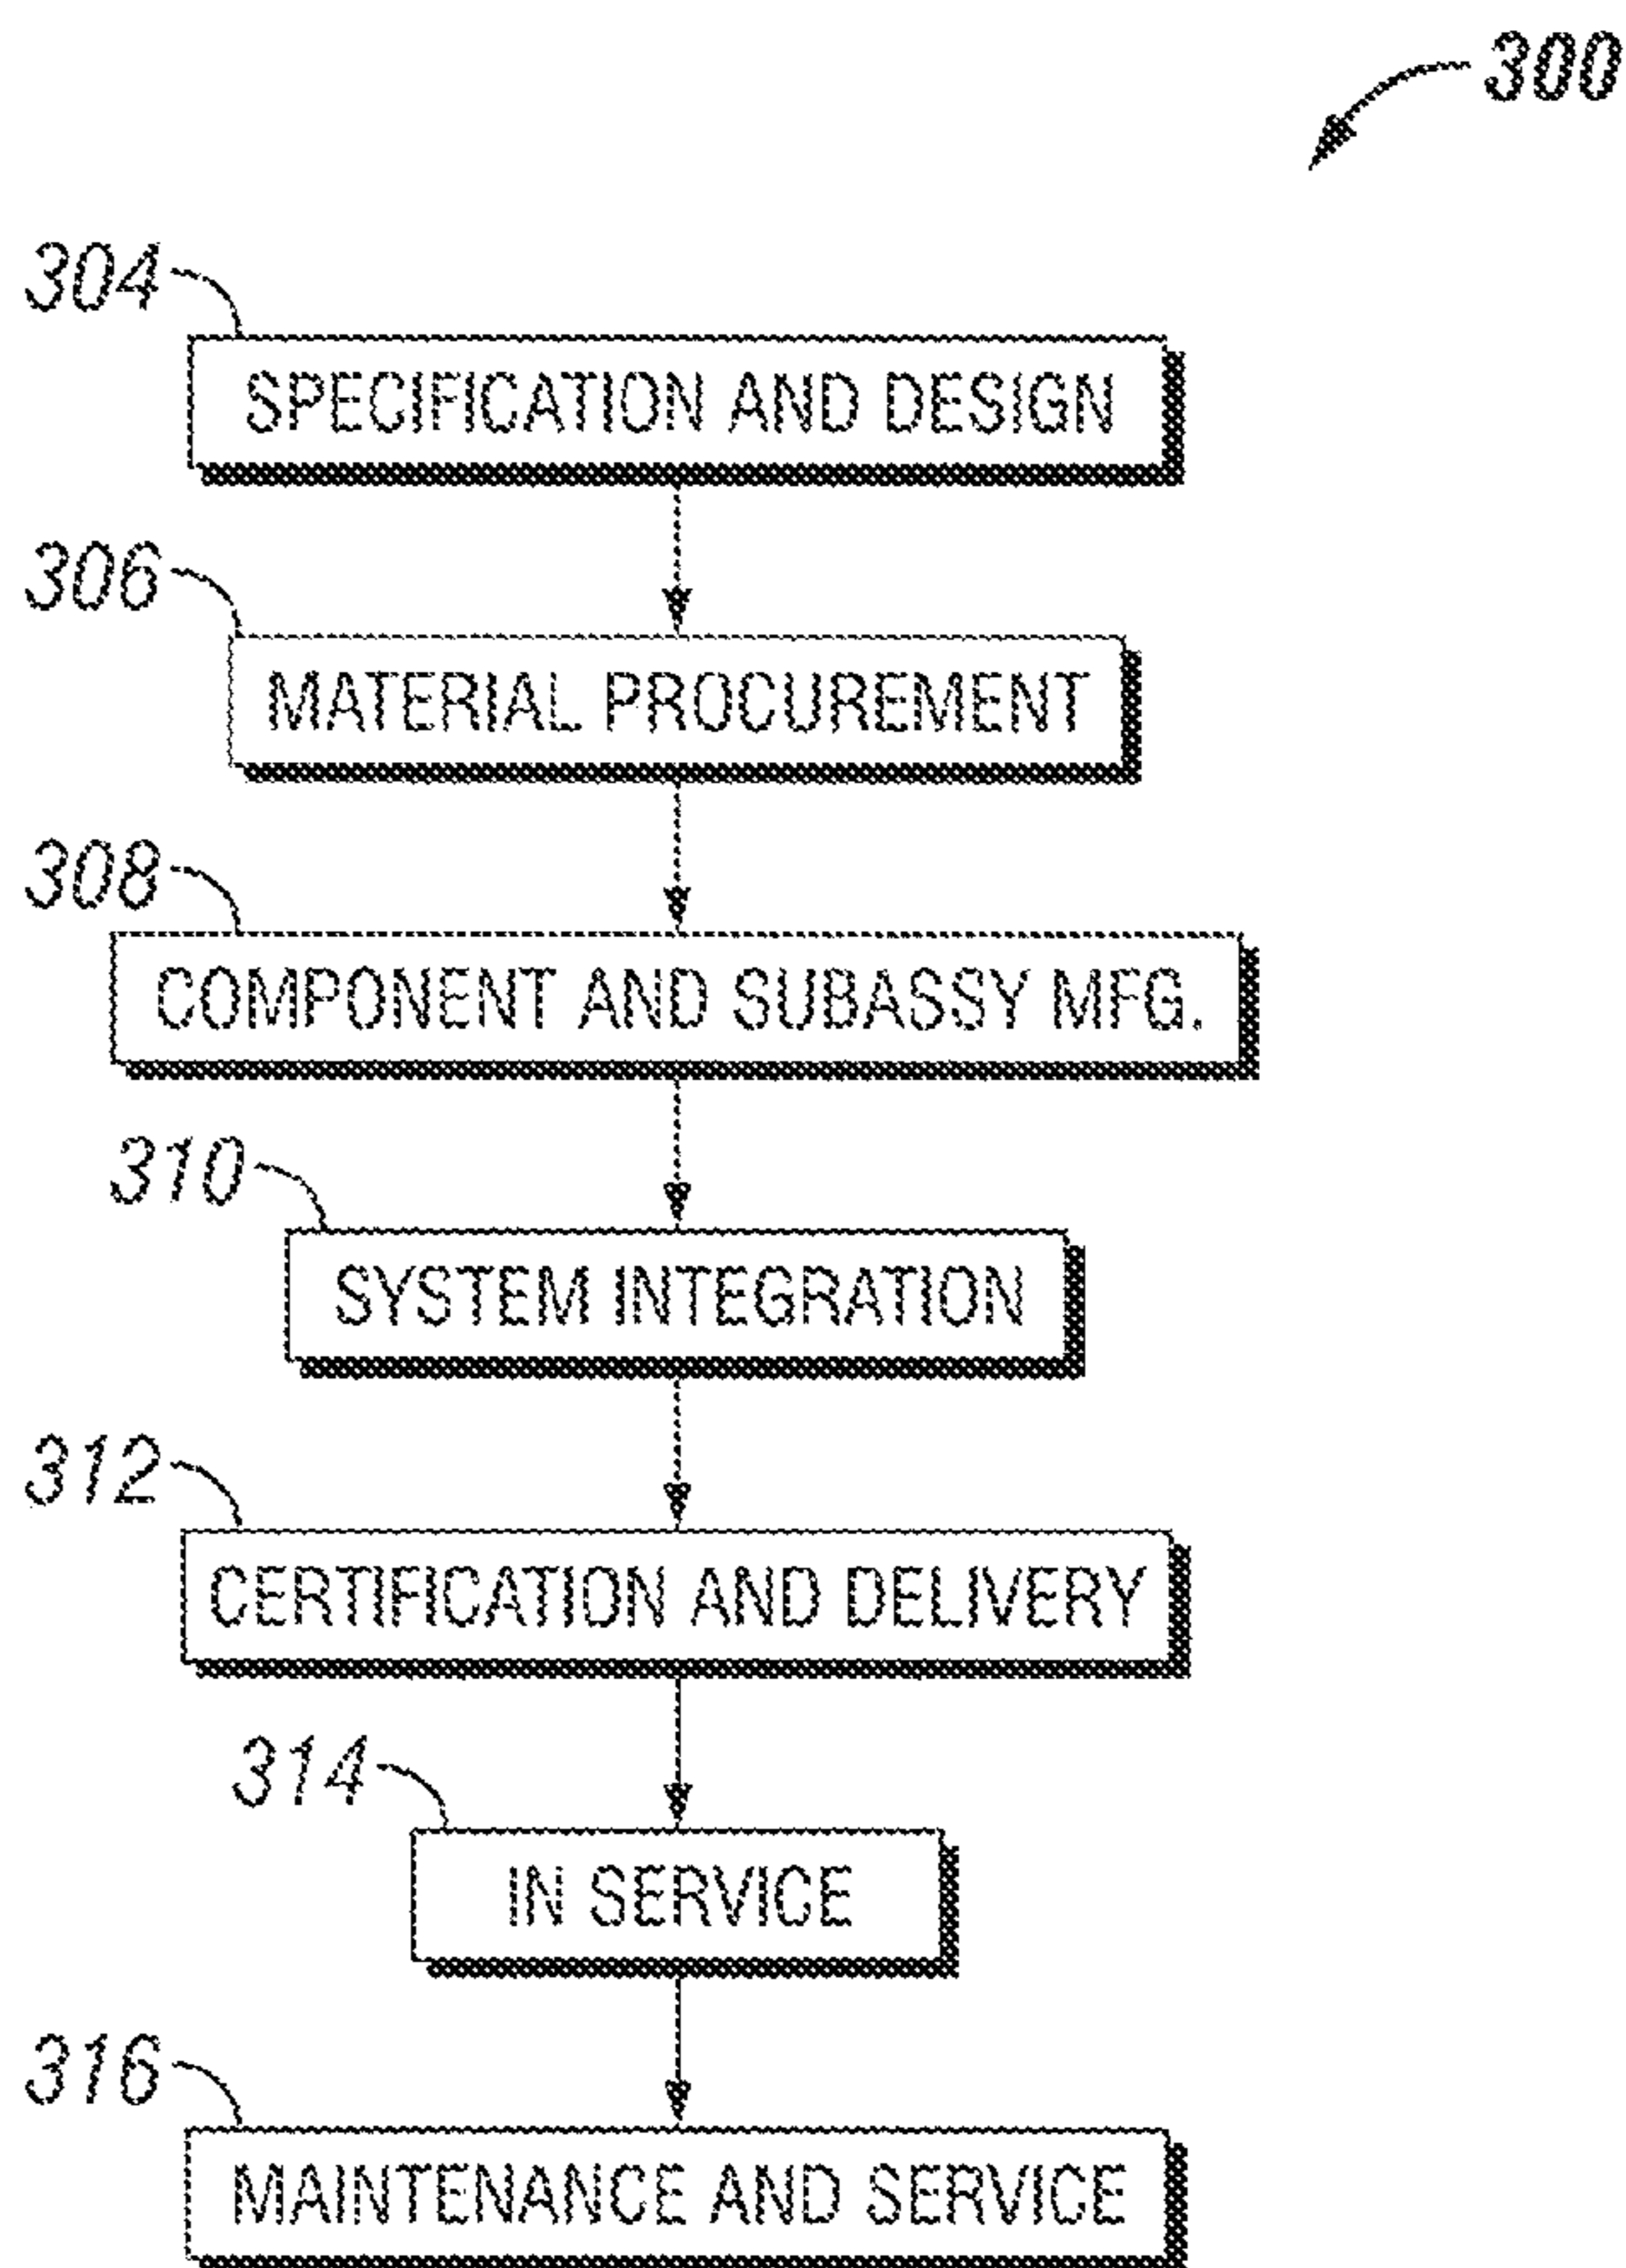 300
304
SPECIFICATION AND DESIGN
306
MATERIAL PROCUREMENT
308
COMPONENT AND SUBASSY MFG.
310
SYSTEM INTEGRATION
312
CERTIFICATION AND DELIVERY
314
IN SERVICE
316
MAINTENANCE AND SERVICE